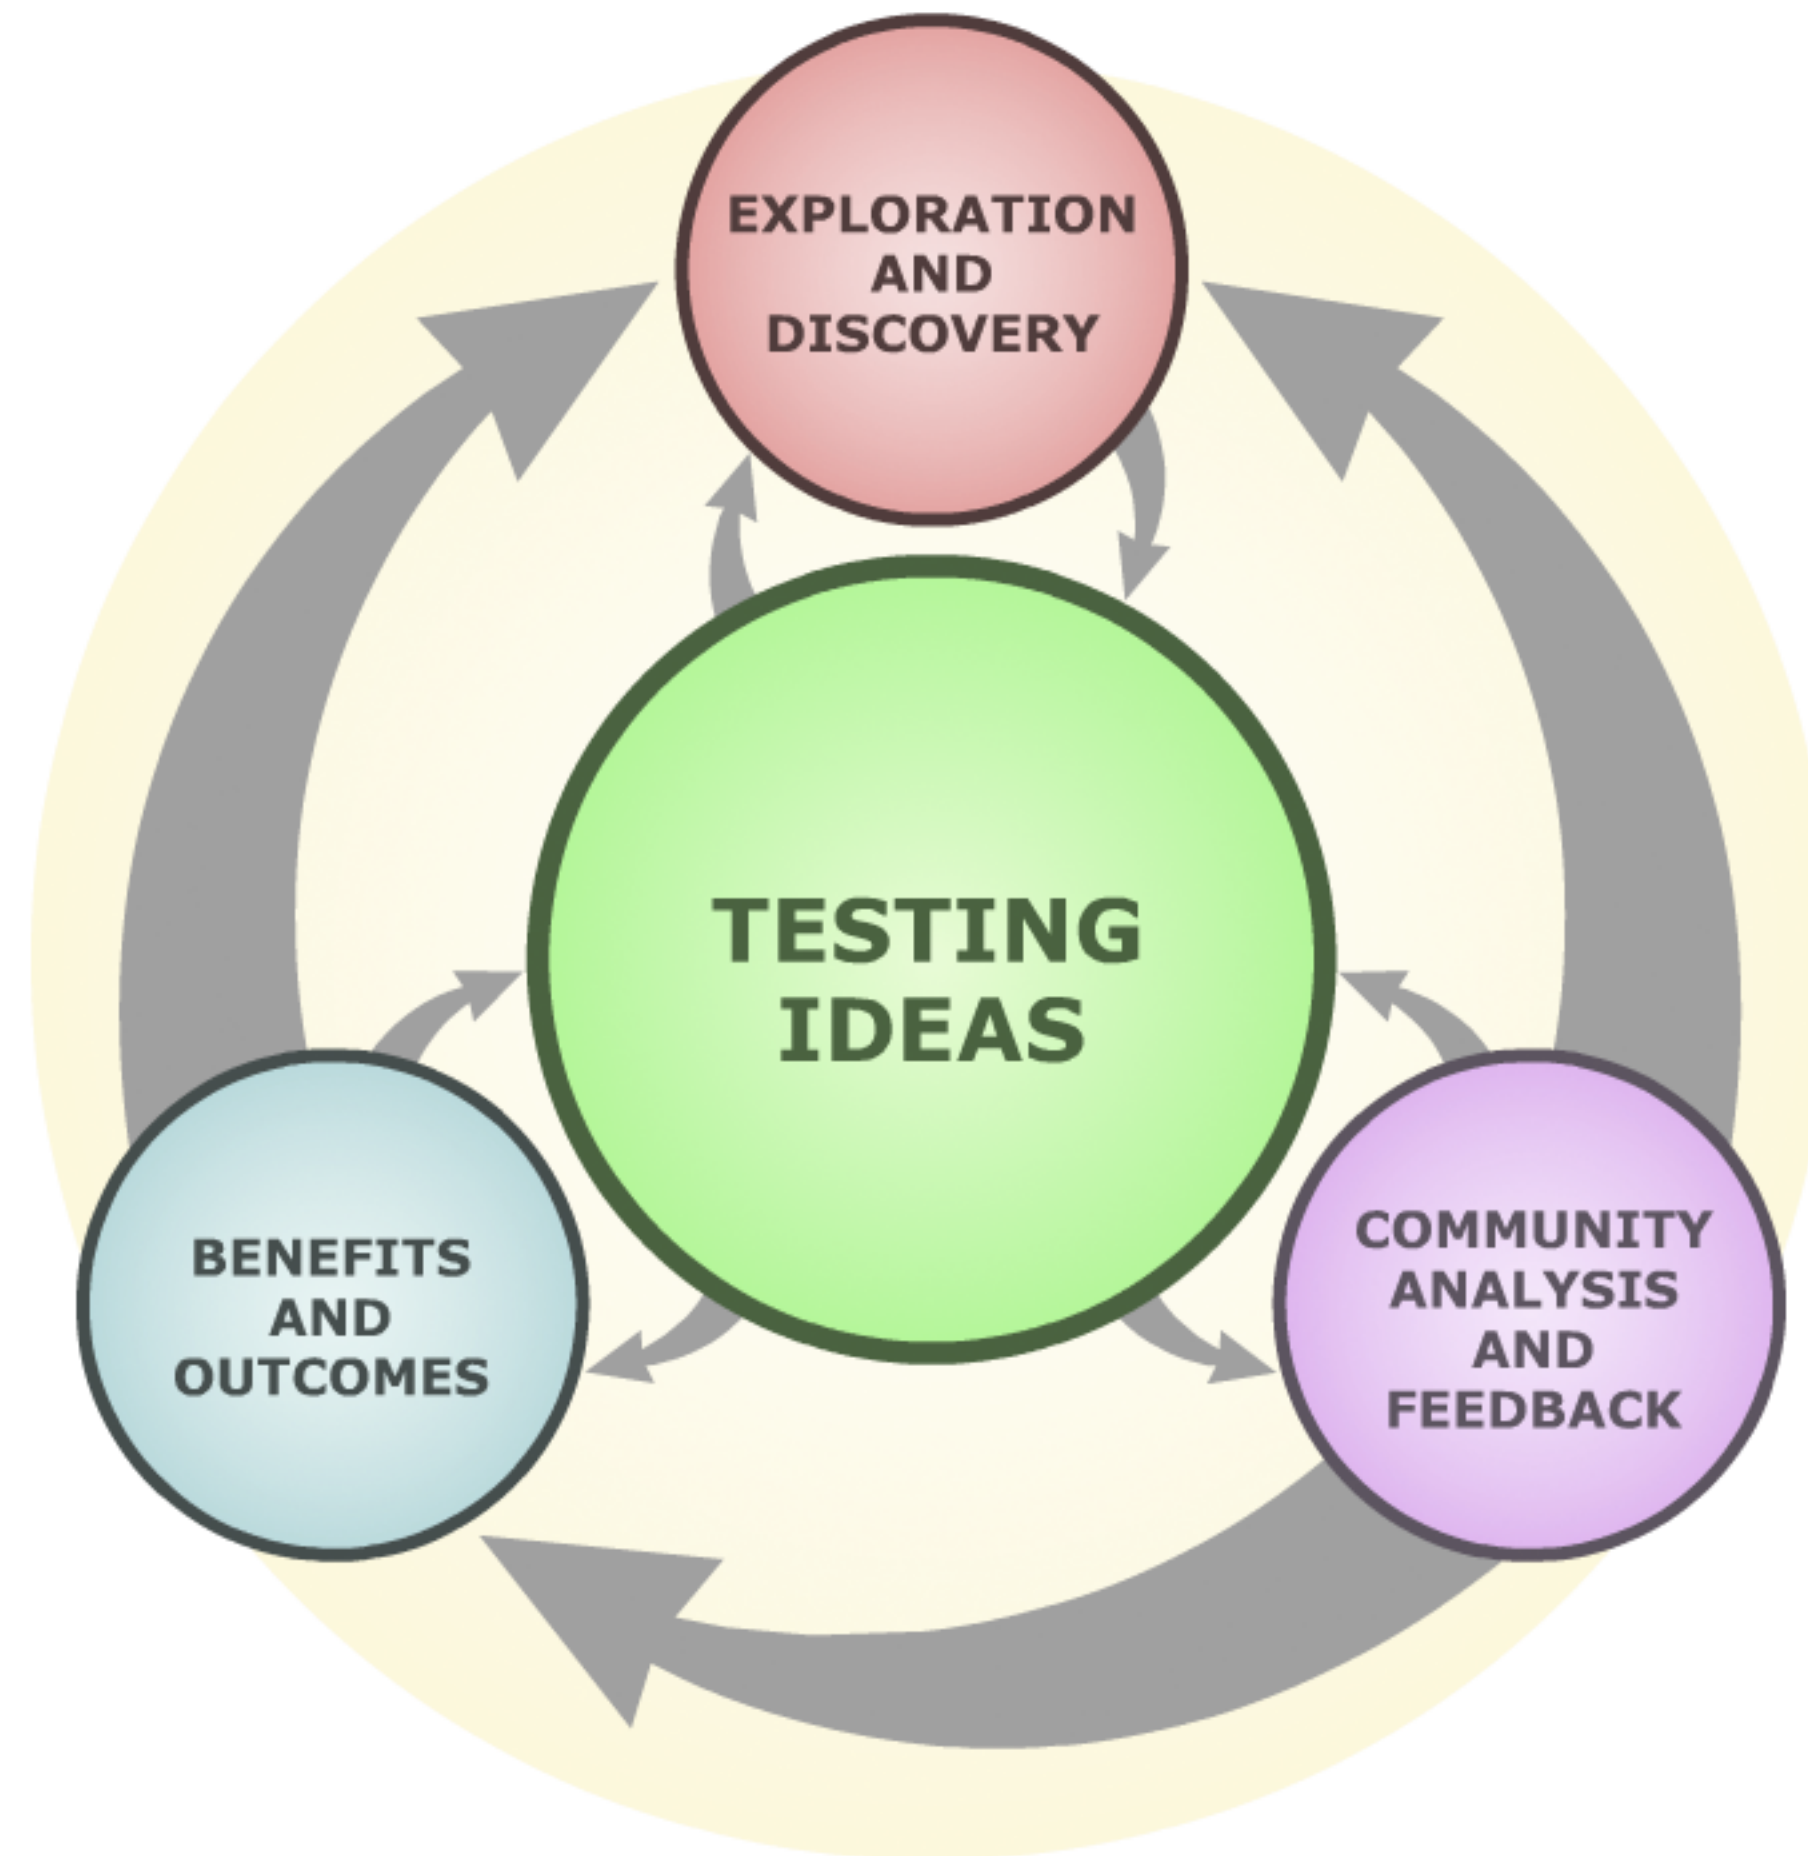 EXPLORATION
AND
DISCOVERY
TESTING
IDEAS
BENEFITS
AND
OUTCOMES
COMMUNITY
ANALYSIS
AND
FEEDBACK